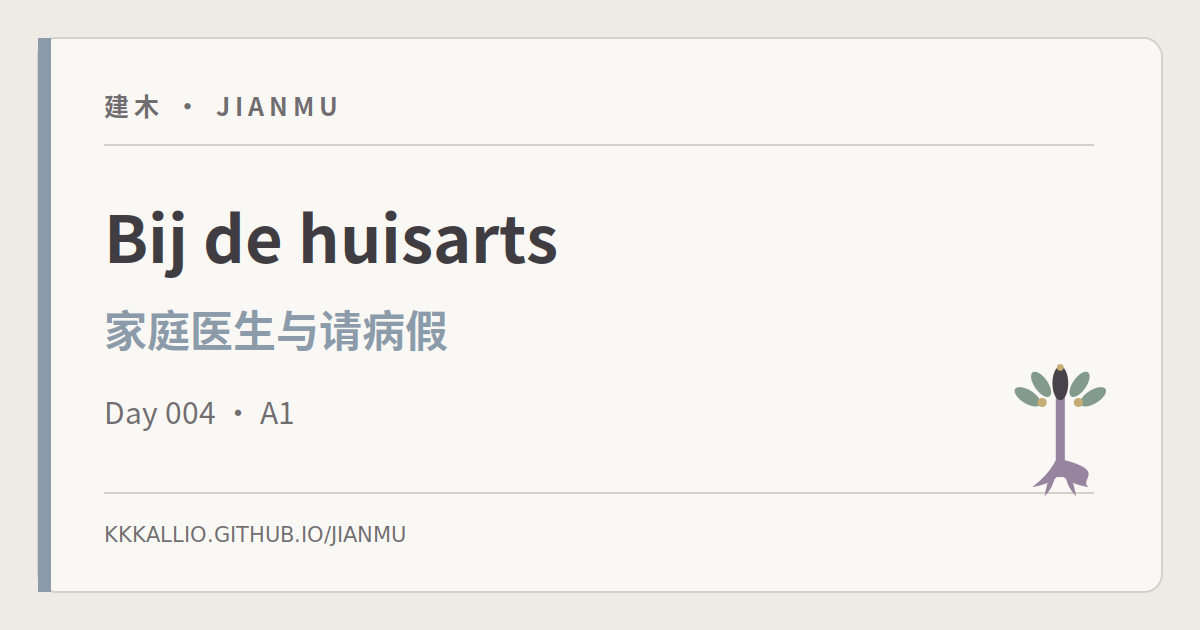 建木 · JIANMU
Bij de huisarts
家庭医生与请病假
Day 004 · A1
KKKALLIO.GITHUB.IO/JIANMU